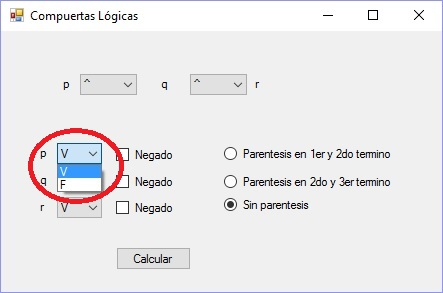 Compuertas Lógicas
p ^ q ^ r
p V Negado Parentesis en 1er y 2do termino
V
q F Negado Parentesis en 2do y 3er termino
r V Negado Sin parentesis
Calcular